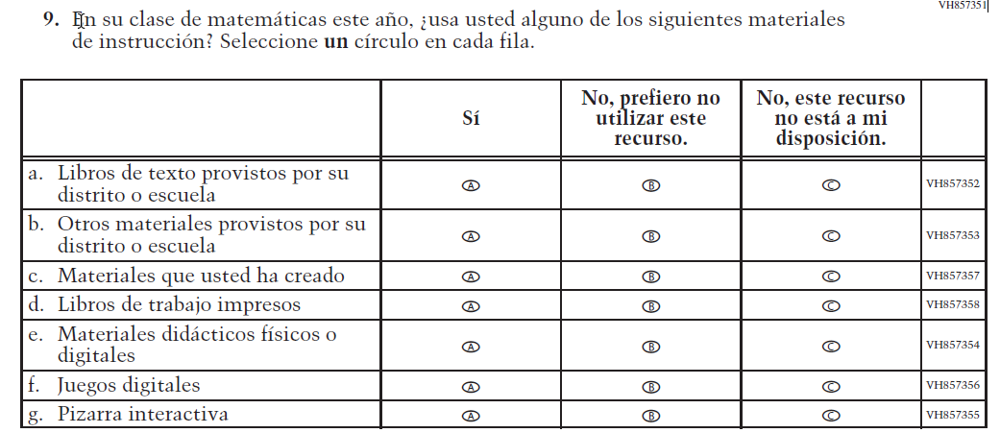 VH857351
9. En su clase de matemáticas este año, ¿usa usted alguno de los siguientes materiales
de instrucción? Seleccione un círculo en cada fila.
Sí
No, prefiero no
utilizar este
recurso.
No, este recurso
no está a mi
disposición.
a. Libros de texto provistos por su
distrito o escuela
A B C VH857352
b. Otros materiales provistos por su
distrito o escuela
A B C VH857353
c. Materiales que usted ha creado A B C VH857357
d. Libros de trabajo impresos A B C VH857358
e. Materiales didácticos físicos o
digitales
A B C VH857354
f. Juegos digitales A B C VH857356
g. Pizarra interactiva A B C VH857355